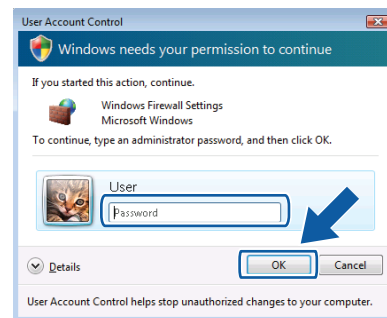 User Account Control
Windows needs your permission to continue
If you started this action, continue.
Windows Firewall Settings
Microsoft Windows
To continue, type an administrator password, and then click OK.
User
Password
Details
OK
Cancel
User Account Control helps stop unauthorized changes to your computer.